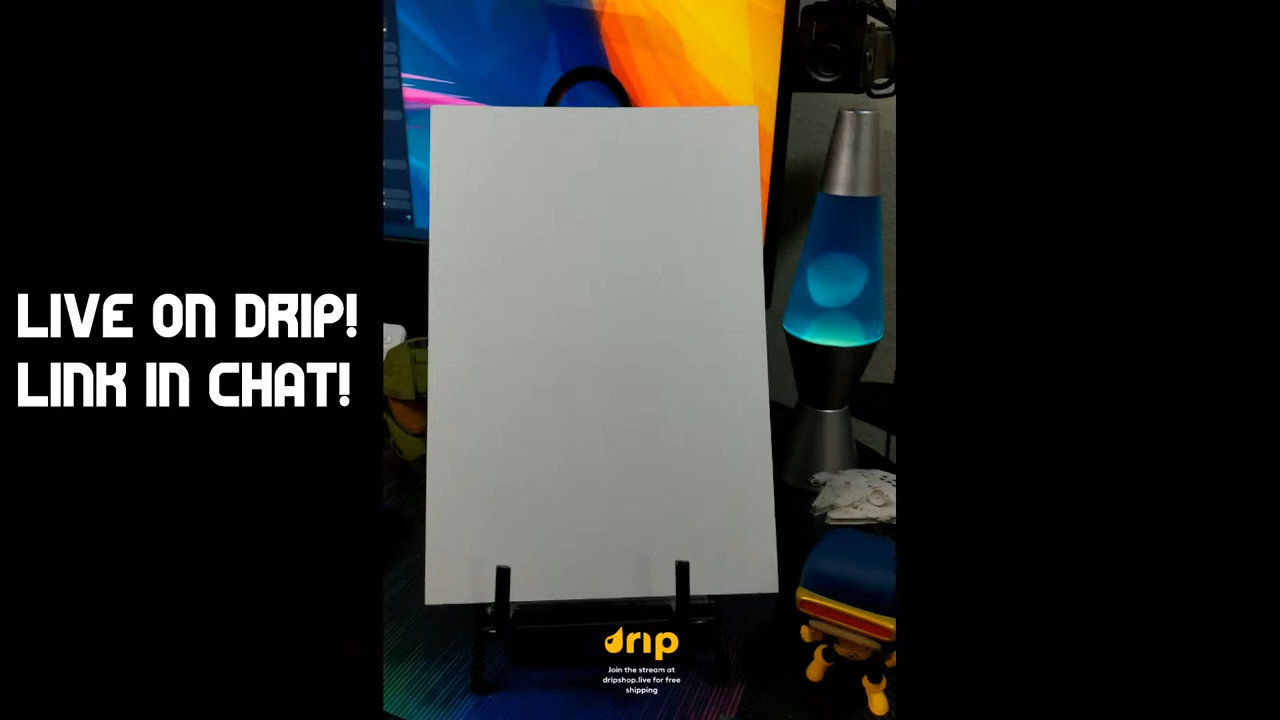 LIVE ON DRIP!
LINK IN CHAT!
drip
Join the stream at
dripshop.live for free
shipping